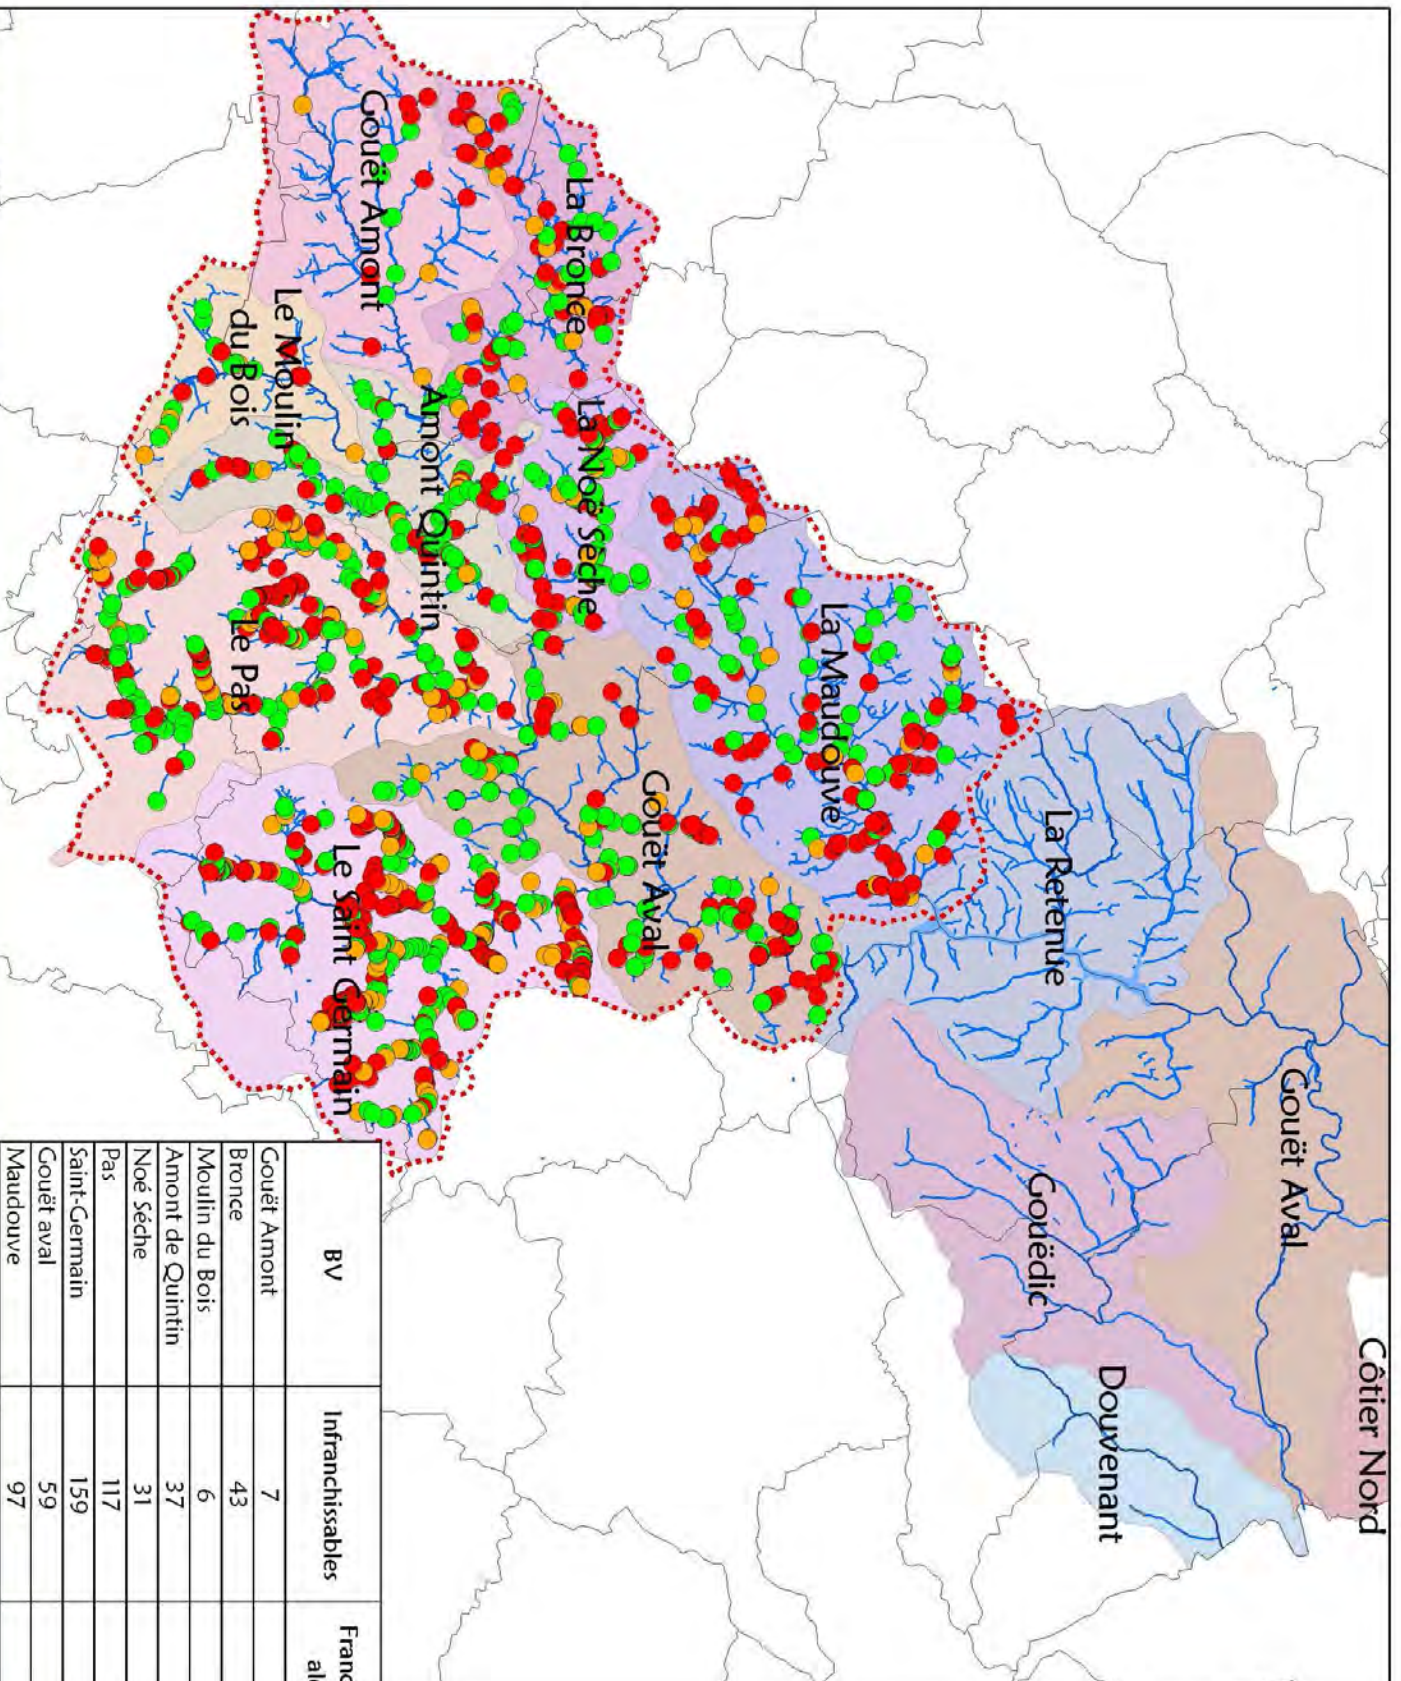 Côtier Nord
Gouët Aval
Douvenant
Gouëdic
La Retenue
La Maudouve
Gouët Aval
La Noë Sèche
La Bronce
Amont Quintin
Gouët Amont
Le Moulin
du Bois
Le Pas
Le Saint Germain
BV Infranchissables Franc
Gouët Amont 7
Bronce 43
Moulin du Bois 6
Amont de Quintin 37
Noé Séche 31
Pas 117
Saint-Germain 159
Gouët aval 59
Maudouve 97